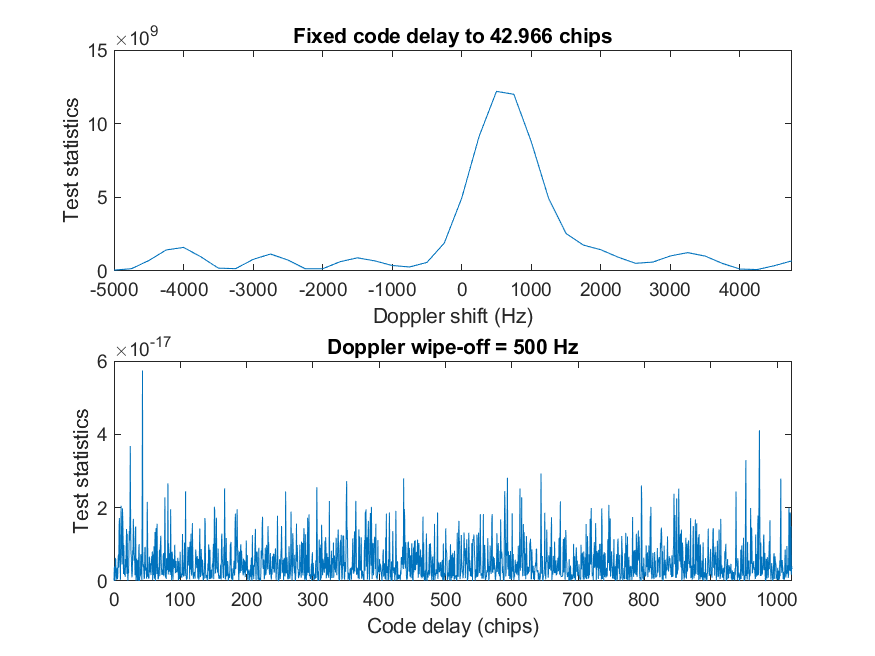 ×10^9
Fixed code delay to 42.966 chips
15
10
5
0
Test statistics
-5000 -4000 -3000 -2000 -1000 0 1000 2000 3000 4000
Doppler shift (Hz)
×10^-17
Doppler wipe-off = 500 Hz
6
4
2
0
Test statistics
0 100 200 300 400 500 600 700 800 900 1000
Code delay (chips)